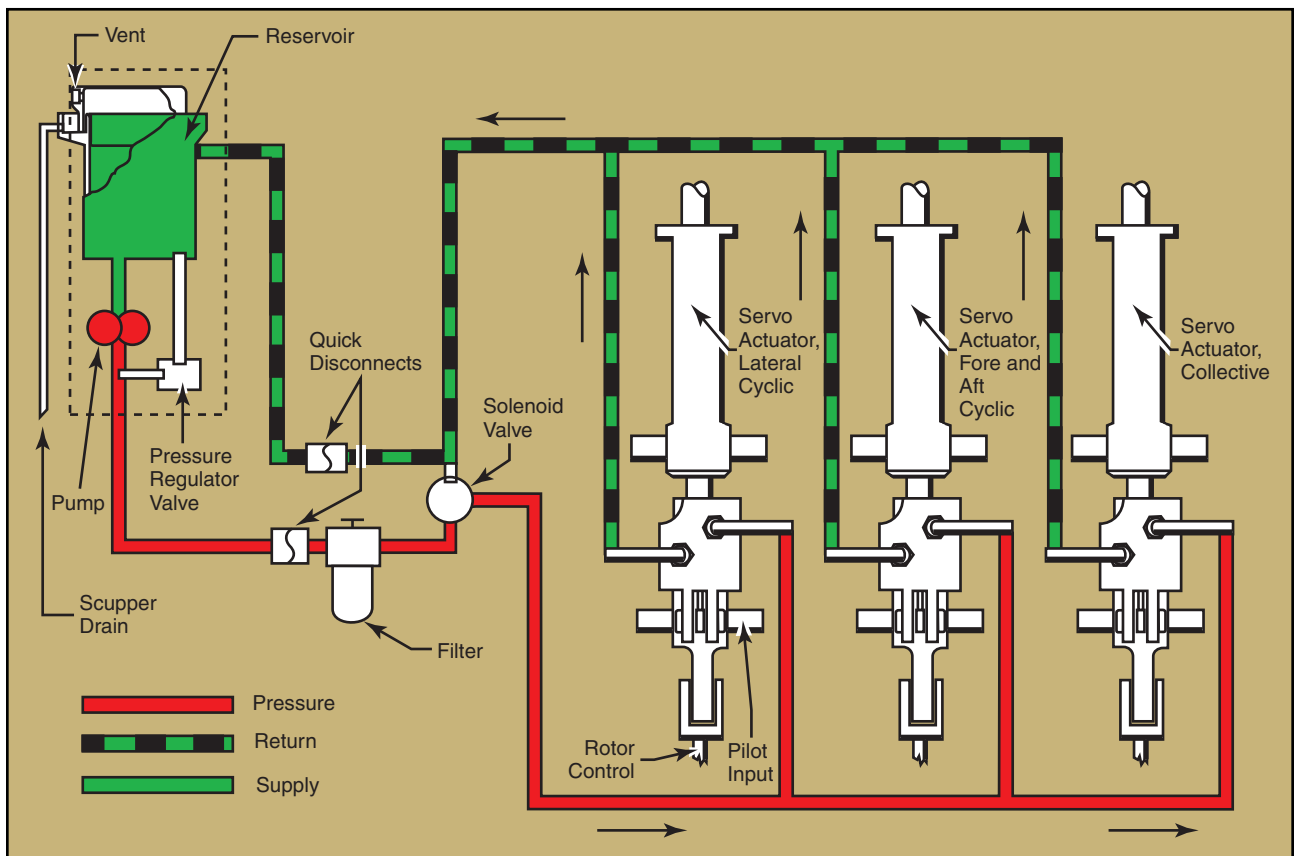 Vent
Reservoir
Quick
Disconnects
Solenoid
Valve
Servo
Actuator,
Lateral
Cyclic
Servo
Actuator,
Fore and
Aft
Cyclic
Servo
Actuator,
Collective
Pump
Pressure
Regulator
Valve
Scupper
Drain
Filter
Pressure
Return
Supply
Rotor
Control
Pilot
Input